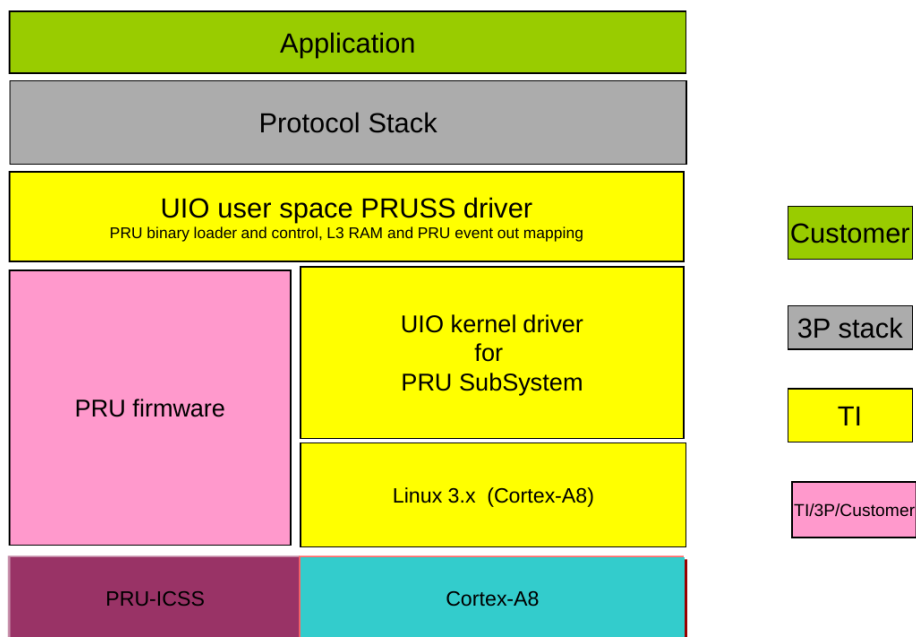 Application
Protocol Stack
UIO user space PRUSS driver
PRU binary loader and control, L3 RAM and PRU event out mapping
Customer
3P stack
UIO kernel driver
for
PRU SubSystem
PRU firmware
TI
Linux 3.x (Cortex-A8)
TI/3P/Customer
PRU-ICSS
Cortex-A8